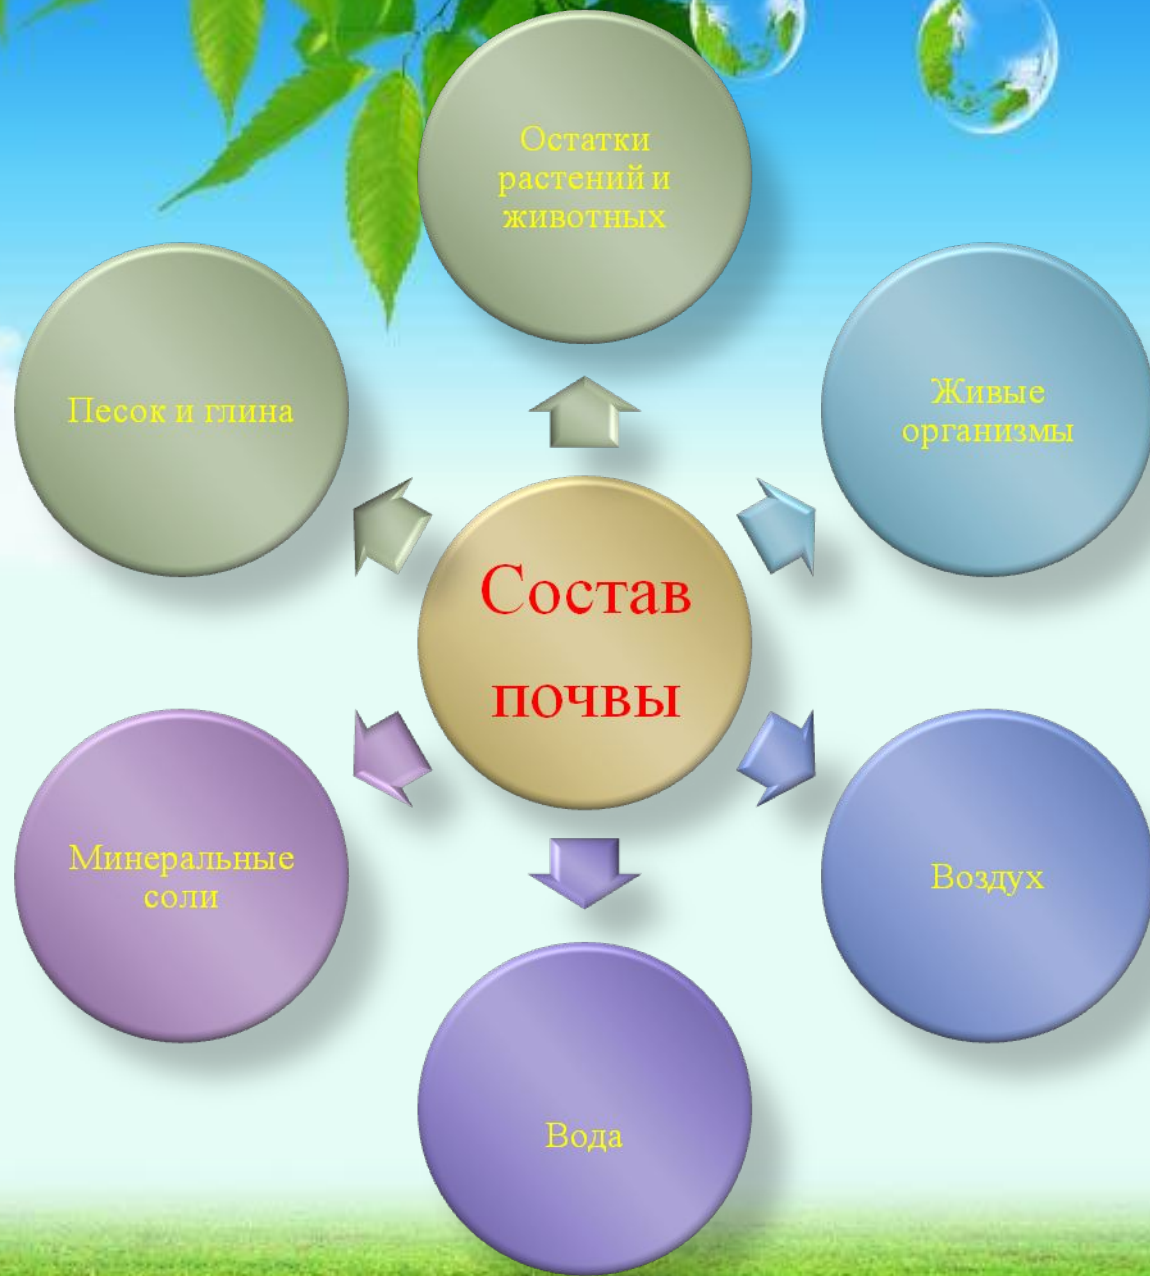 Остатки
растений и
животных
Песок и глина
Живые
организмы
Состав
почвы
Минеральные
соли
Воздух
Вода